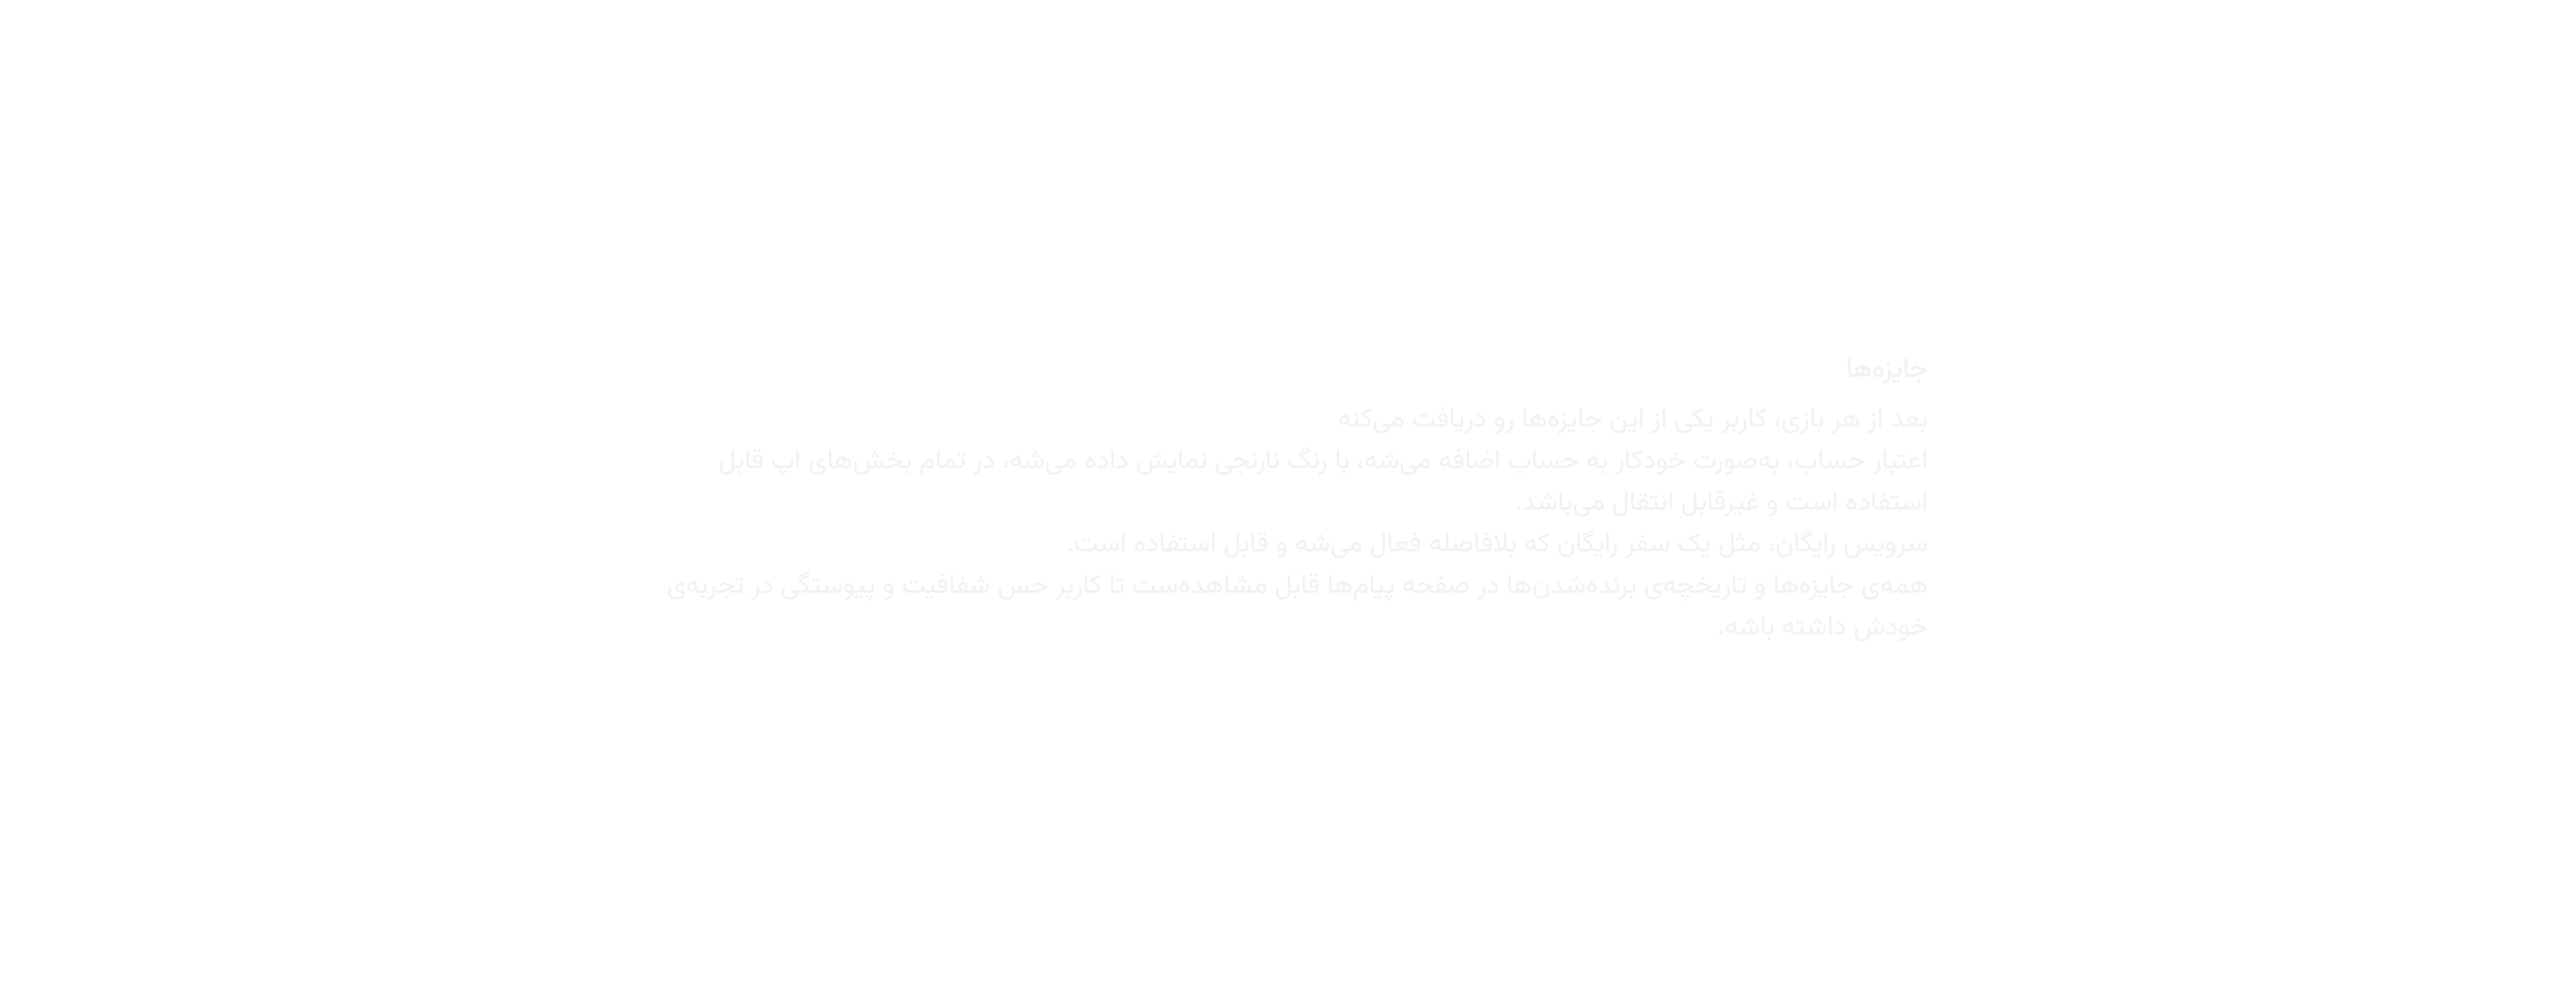 جایزه‌ها
بعد از هر بازی، کاربر یکی از این جایزه‌ها رو دریافت می‌کنه
اعتبار حساب، به‌صورت خودکار به حساب اضافه می‌شه، با رنگ نارنجی نمایش داده می‌شه، در تمام بخش‌های اپ قابل
استفاده است و غیرقابل انتقال می‌باشد.
سرویس رایگان، مثل یک سفر رایگان که بلافاصله فعال می‌شه و قابل استفاده است.
همه‌ی جایزه‌ها و تاریخچه‌ی برنده‌شدن‌ها در صفحه پیام‌ها قابل مشاهده‌ست تا کاربر حس شفافیت و پیوستگی در تجربه‌ی
خودش داشته باشه.